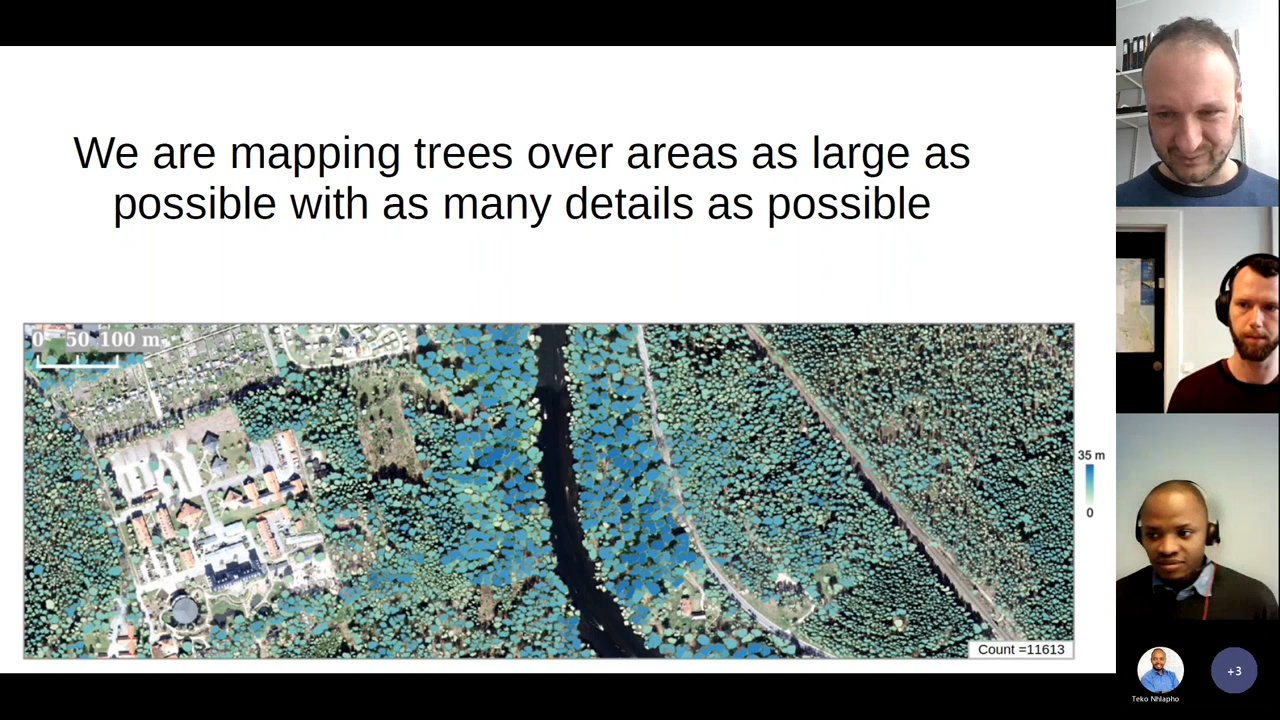 We are mapping trees over areas as large as
possible with as many details as possible
0 50 100 m
35 m
0
Count =11613
Teko Nhlapho
+3